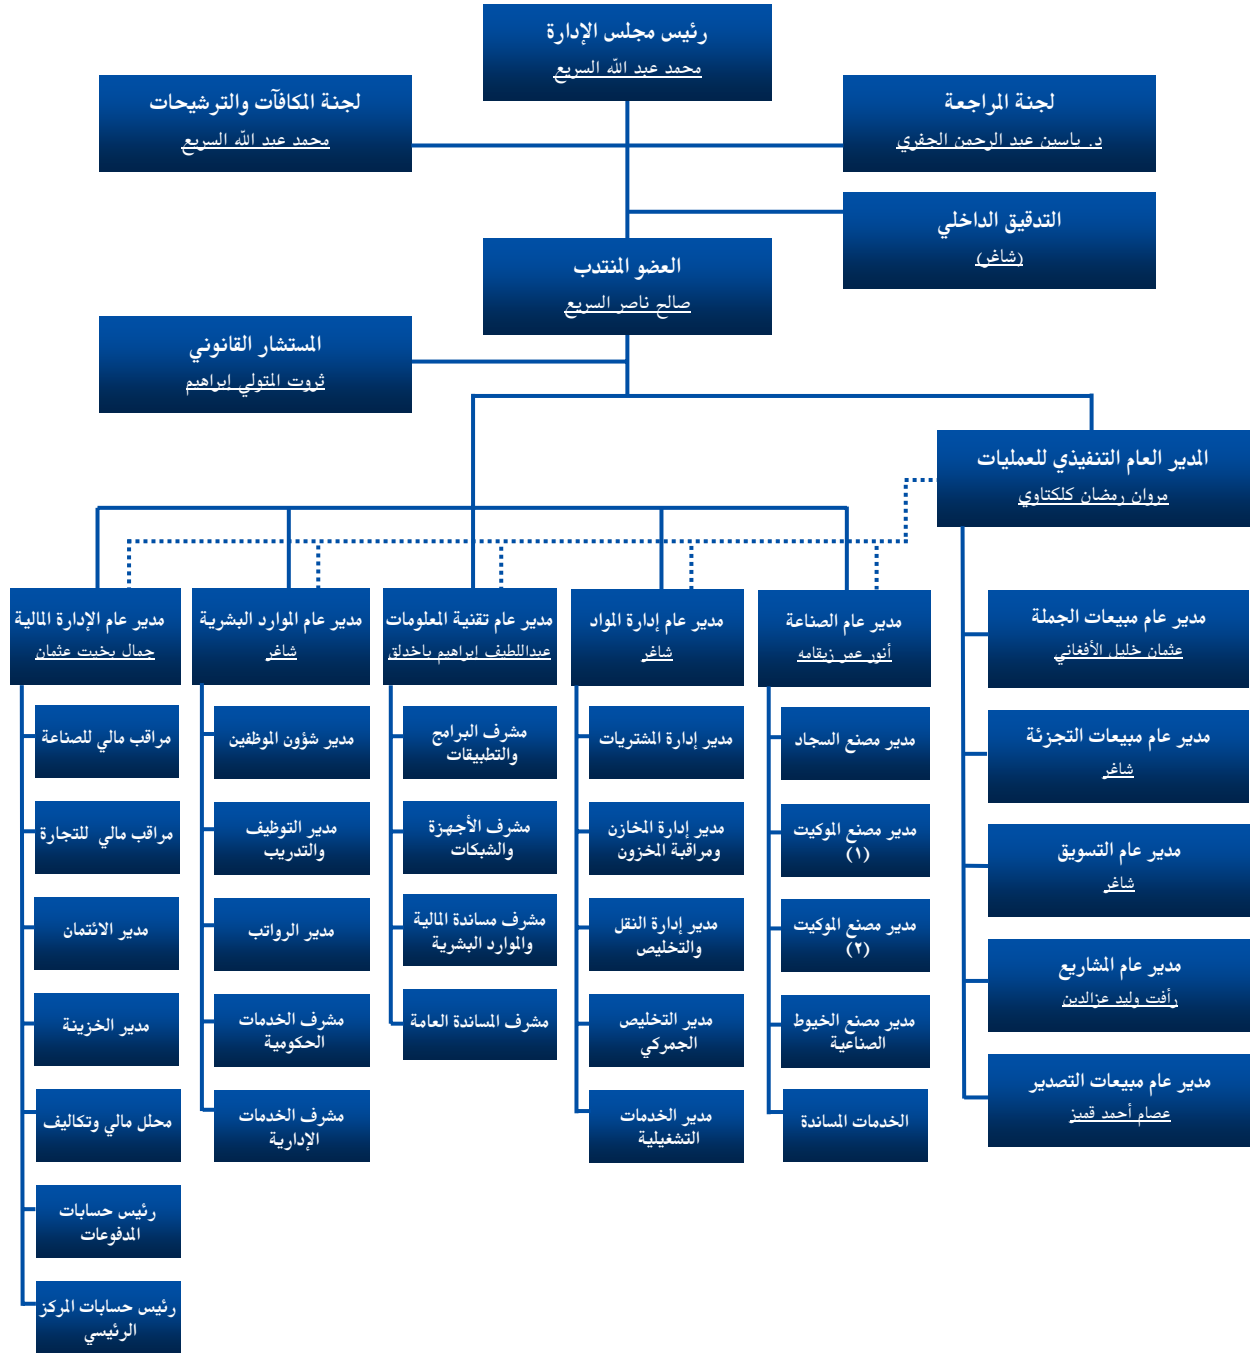 رئيس مجلس الإدارة
محمد عبد الله السريع
لجنة المراجعة
د. ياسين عبد الرحمن الجفري
لجنة المكافآت والترشيحات
محمد عبد الله السريع
التدقيق الداخلي
(شاغر)
العضو المنتدب
صالح ناصر السريع
المستشار القانوني
ثروت المتولي إبراهيم
المدير العام التنفيذي للعمليات
مروان رمضان كلكتاوي
مدير عام مبيعات الجملة
عثمان خليل الأفغاني
مدير عام مبيعات التجزئة
شاغر
مدير عام التسويق
شاغر
مدير عام المشاريع
رأفت وليد عزالدين
مدير عام مبيعات التصدير
عصام أحمد قميز
مدير عام الصناعة
أنور عمر زيقامه
مدير مصنع السجاد
مدير مصنع الموكيت
(١)
مدير مصنع الموكيت
(٢)
مدير مصنع الخيوط
الصناعية
الخدمات المساندة
مدير عام إدارة المواد
شاغر
مدير إدارة المشتريات
مدير إدارة المخازن
ومراقبة المخزون
مدير إدارة النقل
والتخليص
مدير التخليص
الجمركي
مدير الخدمات
التشغيلية
مدير عام تقنية المعلومات
عبداللطيف ابراهيم باخدلق
مشرف البرامج
والتطبيقات
مشرف الأجهزة
والشبكات
مشرف مساندة المالية
والموارد البشرية
مشرف المساندة العامة
مدير عام الموارد البشرية
شاغر
مدير شؤون الموظفين
مدير التوظيف
والتدريب
مدير الرواتب
مشرف الخدمات
الحكومية
مشرف الخدمات
الإدارية
مدير عام الإدارة المالية
جمال بخيت عثمان
مراقب مالي للصناعة
مراقب مالي للتجارة
مدير الائتمان
مدير الخزينة
محلل مالي وتكاليف
رئيس حسابات
المدفوعات
رئيس حسابات المركز
الرئيسي